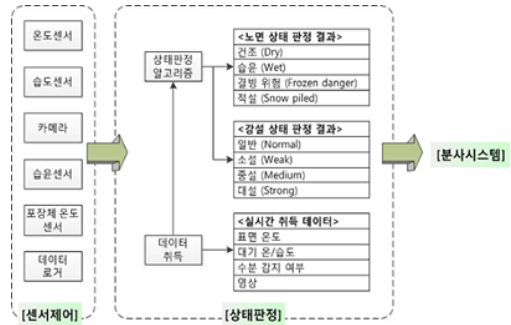 온도센서
습도센서
카메라
습윤센서
포장체 온도
센서
데이터
로거
[센서제어]
상태판정
알고리즘
데이터
취득
<노면 상태 판정 결과>
건조 (Dry)
습윤 (Wet)
결빙 위험 (Frozen danger)
적설 (Snow piled)
<강설 상태 판정 결과>
일반 (Normal)
소설 (Weak)
중설 (Medium)
대설 (Strong)
<실시간 취득 데이터>
표면 온도
대기 온/습도
수분 감지 여부
영상
[상태판정]
[분사시스템]